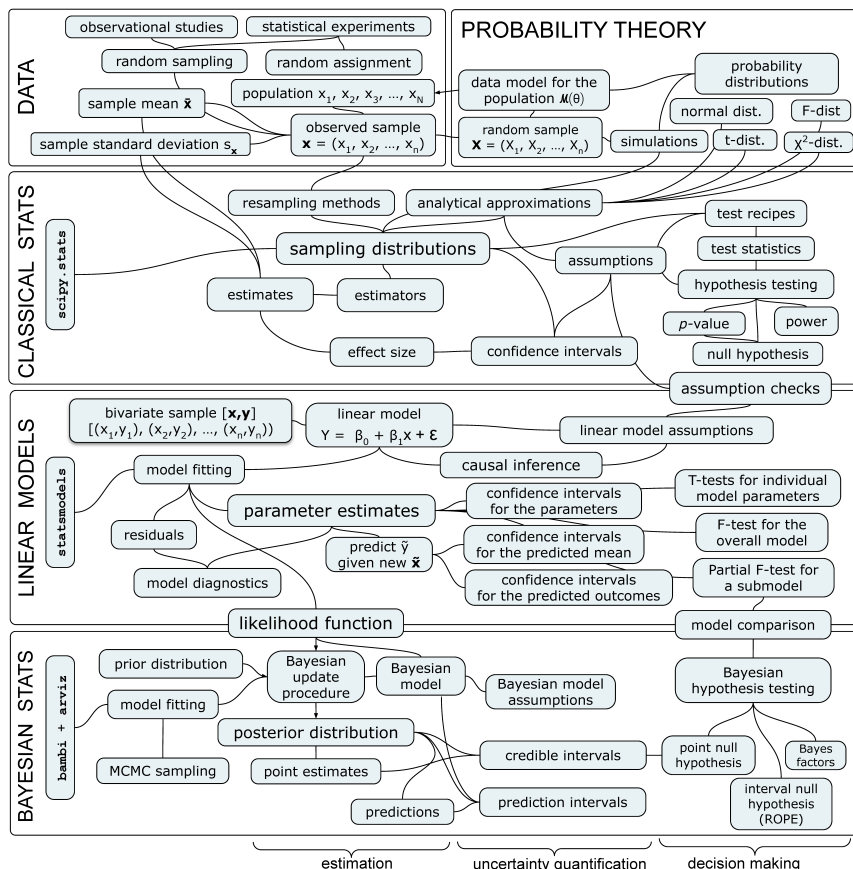 DATA
observational studies
statistical experiments
random sampling
random assignment
sample mean x̄
population x₁, x₂, x₃, ..., x_N
sample standard deviation sₓ
observed sample
x = (x₁, x₂, ..., xₙ)
PROBABILITY THEORY
data model for the
population ℳ(θ)
random sample
X = (X₁, X₂, ..., Xₙ)
simulations
probability
distributions
normal dist.
F-dist
t-dist.
χ²-dist.
CLASSICAL STATS
scipy.stats
resampling methods
analytical approximations
sampling distributions
estimates
estimators
effect size
confidence intervals
assumptions
test recipes
test statistics
hypothesis testing
p-value
power
null hypothesis
assumption checks
LINEAR MODELS
statsmodels
bivariate sample [x,y]
[(x₁,y₁), (x₂,y₂), ..., (xₙ,yₙ))
linear model
Y = β₀ + β₁x + ε
linear model assumptions
model fitting
causal inference
residuals
model diagnostics
parameter estimates
predict ỹ
given new x̃
confidence intervals
for the parameters
confidence intervals
for the predicted mean
confidence intervals
for the predicted outcomes
T-tests for individual
model parameters
F-test for the
overall model
Partial F-test for
a submodel
likelihood function
model comparison
BAYESIAN STATS
bambi + arviz
prior distribution
model fitting
MCMC sampling
Bayesian
update
procedure
Bayesian
model
Bayesian model
assumptions
posterior distribution
point estimates
predictions
credible intervals
prediction intervals
Bayesian
hypothesis testing
point null
hypothesis
Bayes
factors
interval null
hypothesis
(ROPE)
estimation
uncertainty quantification
decision making